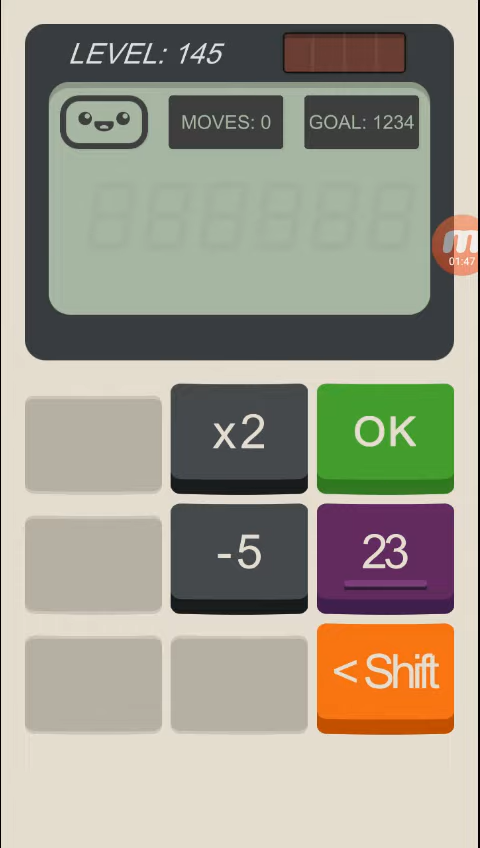 LEVEL: 145
MOVES: 0
GOAL: 1234
01:47
x2
OK
-5
23
< Shift